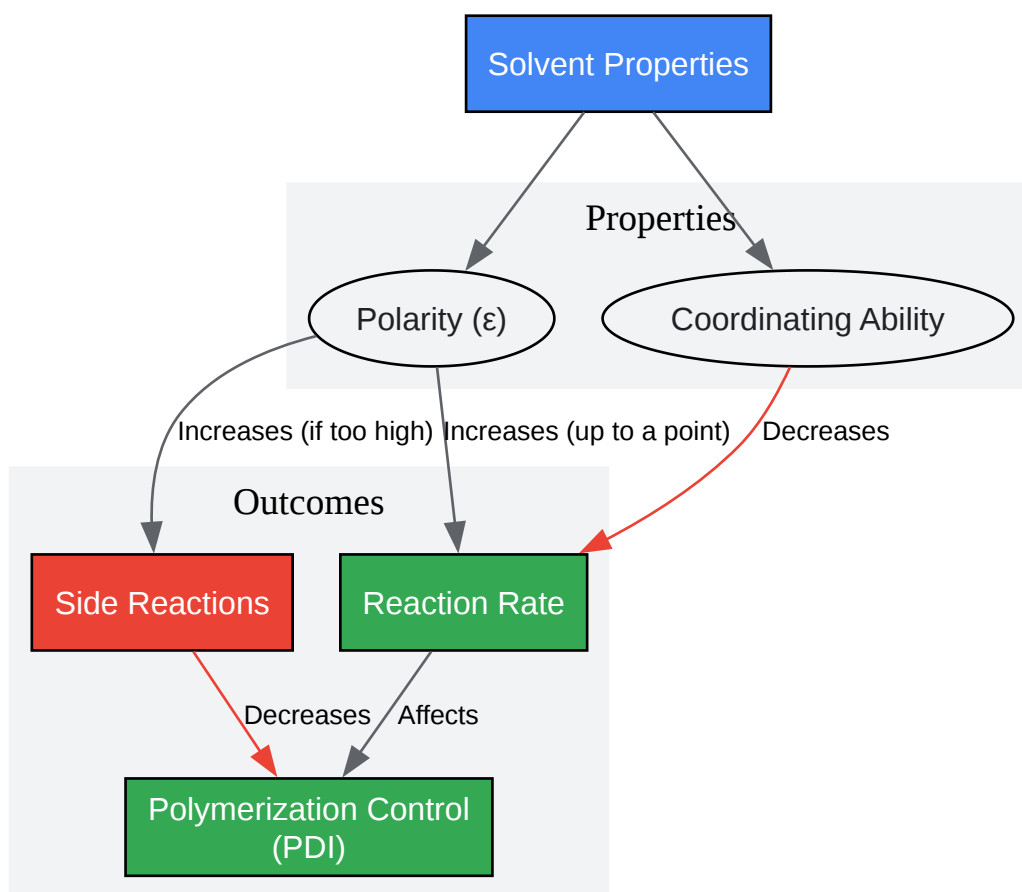 Solvent Properties
Properties
Polarity (ε)
Coordinating Ability
Increases (if too high)
Increases (up to a point)
Decreases
Outcomes
Side Reactions
Reaction Rate
Decreases
Affects
Polymerization Control
(PDI)